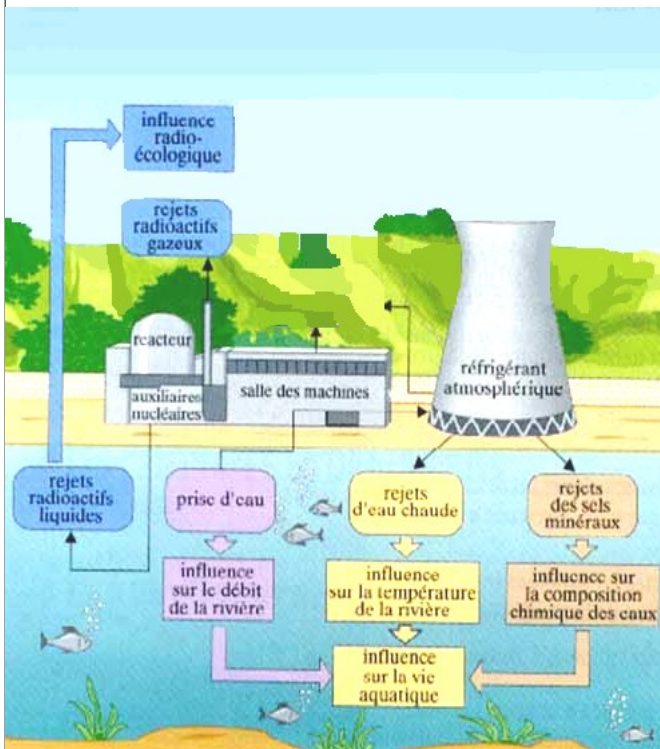 influence
radio-
écologique
rejets
radioactifs
gazeux
reacteur
auxiliaires
nucléaires
salle des machines
réfrigérant
atmosphérique
rejets
radioactifs
liquides
prise d'eau
rejets
d'eau chaude
rejets
des sels
minéraux
influence
sur le débit
de la rivière
influence
sur la température
de la rivière
influence sur
la composition
chimique des eaux
influence
sur la vie
aquatique